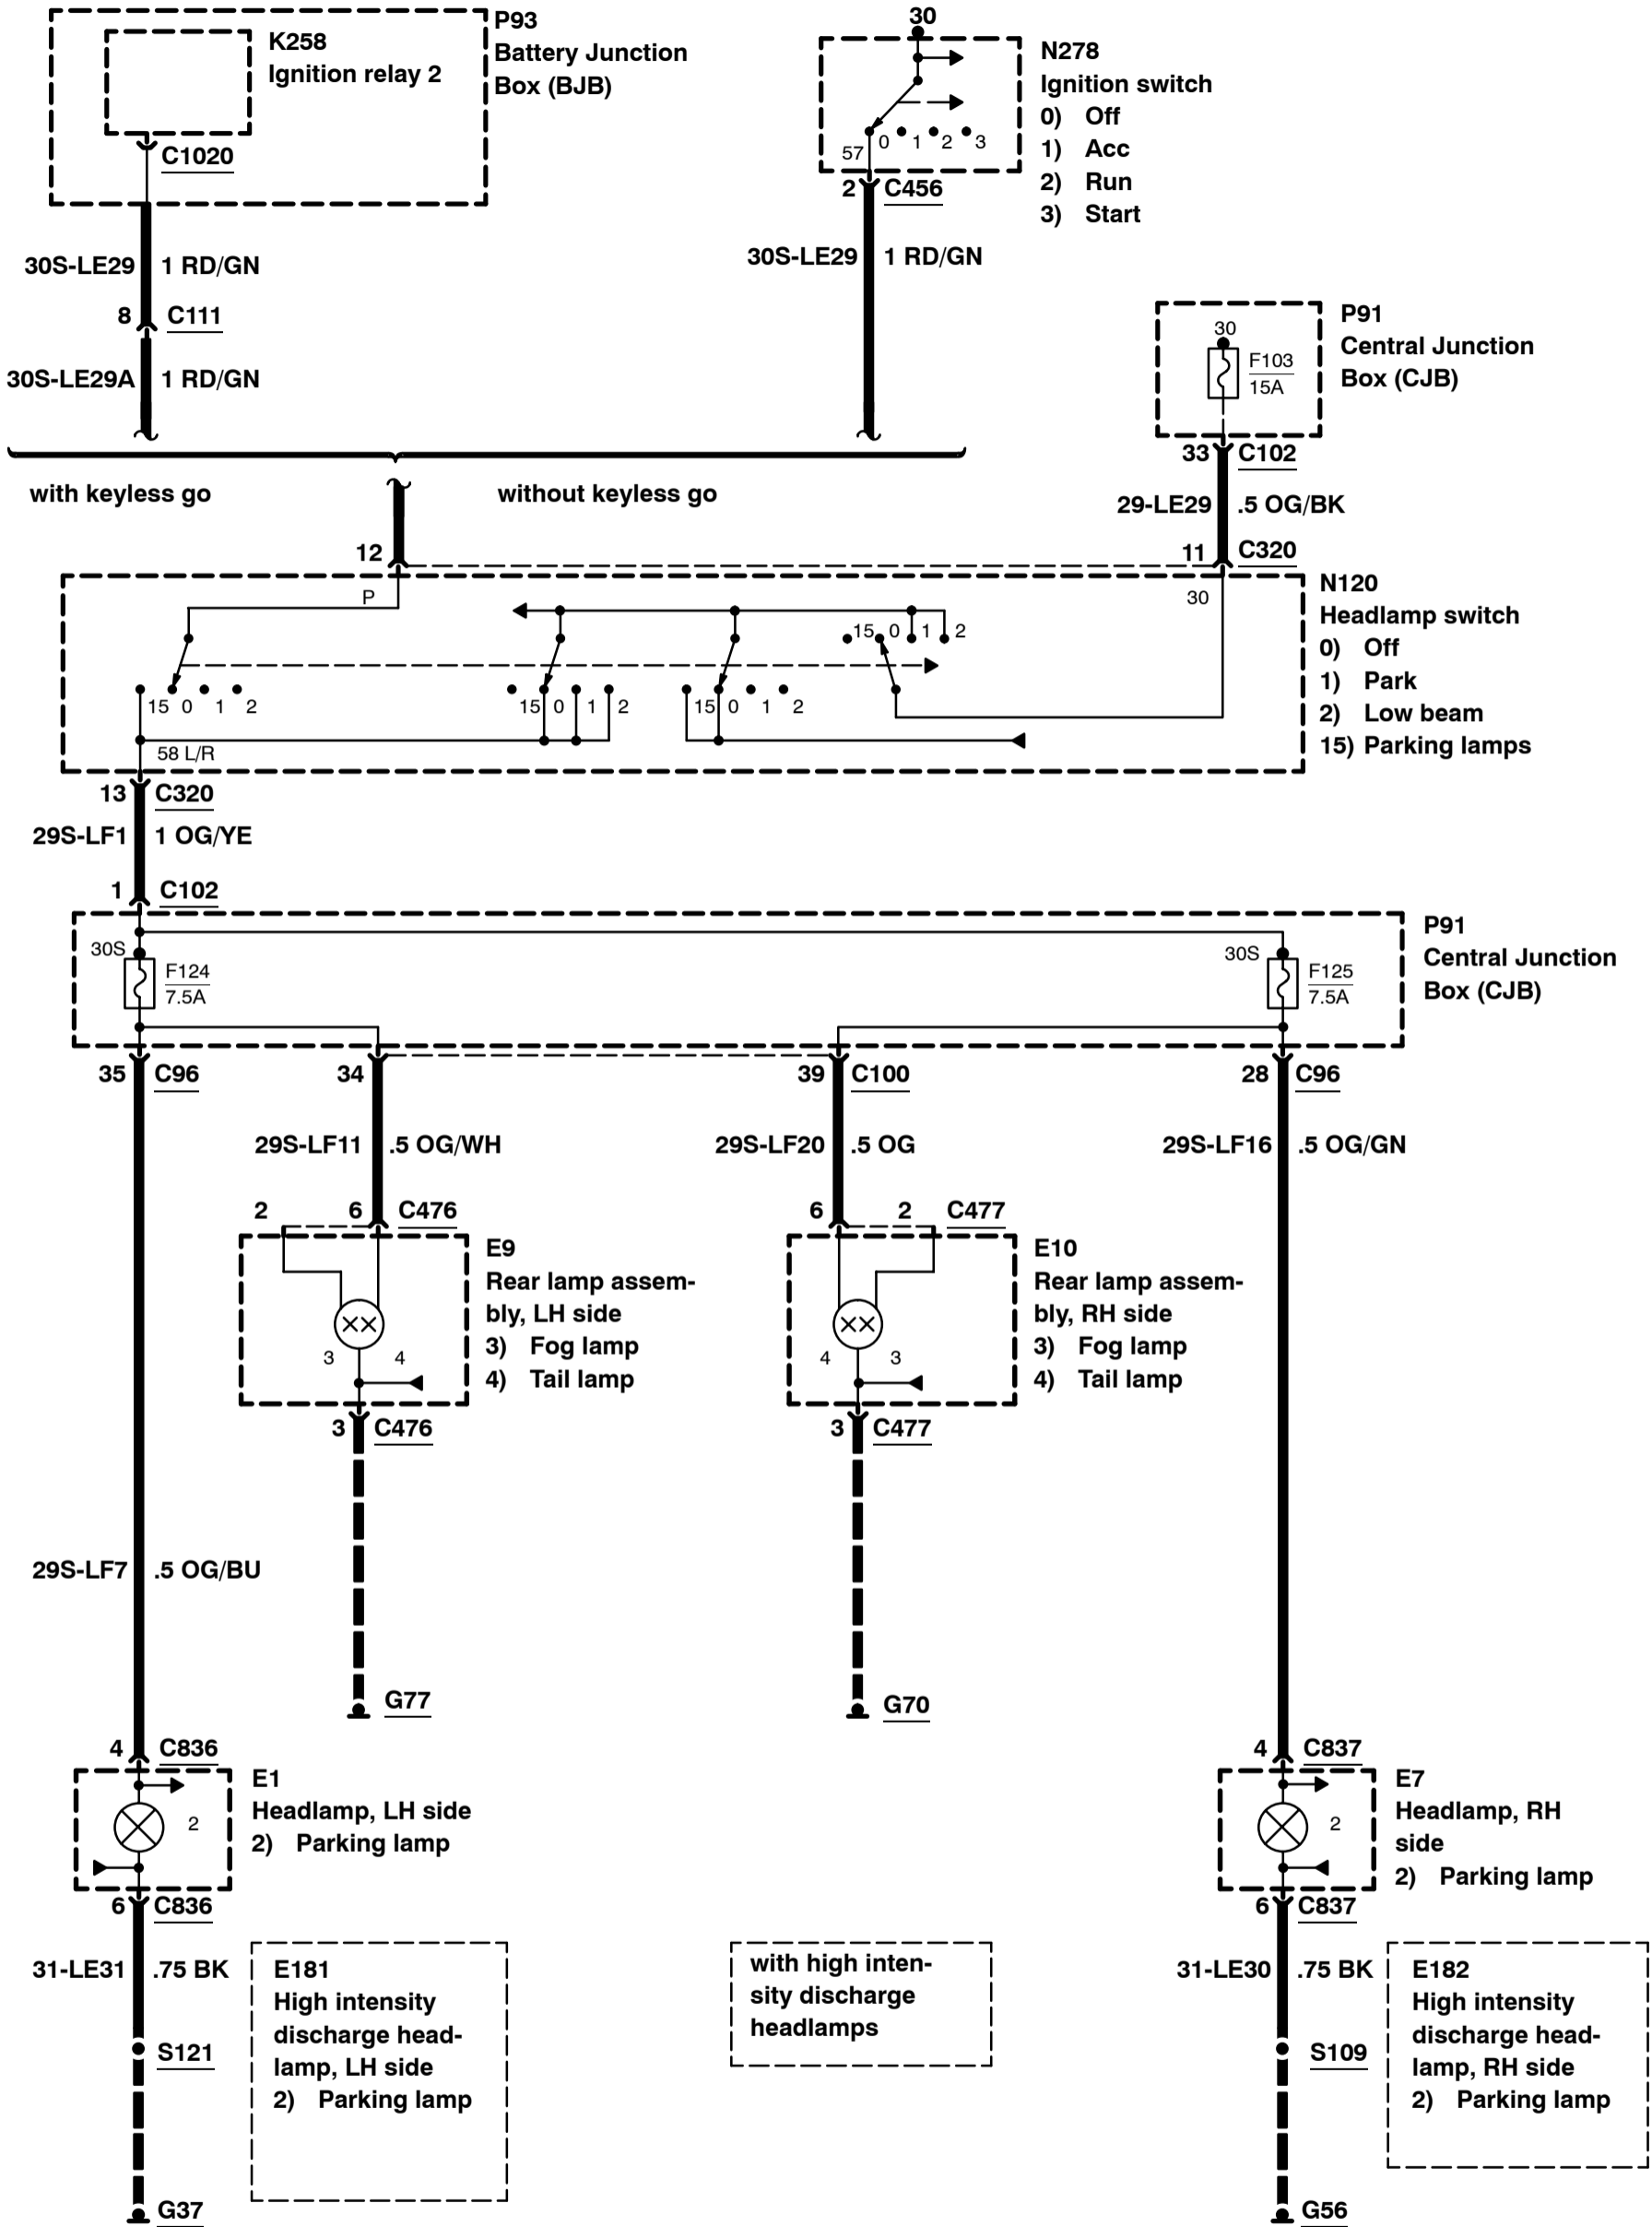 P93
Battery Junction
Box (BJB)
K258
Ignition relay 2
C1020
30
N278
Ignition switch
0) Off
1) Acc
2) Run
3) Start
0 1 2 3
57
2 C456
30S-LE29 1 RD/GN
30S-LE29 1 RD/GN
8 C111
30S-LE29A 1 RD/GN
P91
Central Junction
Box (CJB)
30
F103
15A
33 C102
with keyless go
without keyless go
29-LE29 .5 OG/BK
12
11 C320
N120
Headlamp switch
0) Off
1) Park
2) Low beam
15) Parking lamps
P
30
15 0 1 2
15 0 1 2
15 0 1 2
15 0 1 2
58 L/R
13 C320
29S-LF1 1 OG/YE
1 C102
P91
Central Junction
Box (CJB)
30S
F124
7.5A
30S
F125
7.5A
35 C96
34
39 C100
28 C96
29S-LF11 .5 OG/WH
29S-LF20 .5 OG
29S-LF16 .5 OG/GN
2 6 C476
6 2 C477
E9
Rear lamp assem-
bly, LH side
3) Fog lamp
4) Tail lamp
3 4
E10
Rear lamp assem-
bly, RH side
3) Fog lamp
4) Tail lamp
4 3
3 C476
3 C477
29S-LF7 .5 OG/BU
G77
G70
4 C836
4 C837
E1
Headlamp, LH side
2) Parking lamp
2
E7
Headlamp, RH
side
2) Parking lamp
2
6 C836
6 C837
31-LE31 .75 BK
E181
High intensity
discharge head-
lamp, LH side
2) Parking lamp
with high inten-
sity discharge
headlamps
31-LE30 .75 BK
E182
High intensity
discharge head-
lamp, RH side
2) Parking lamp
S121
S109
G37
G56